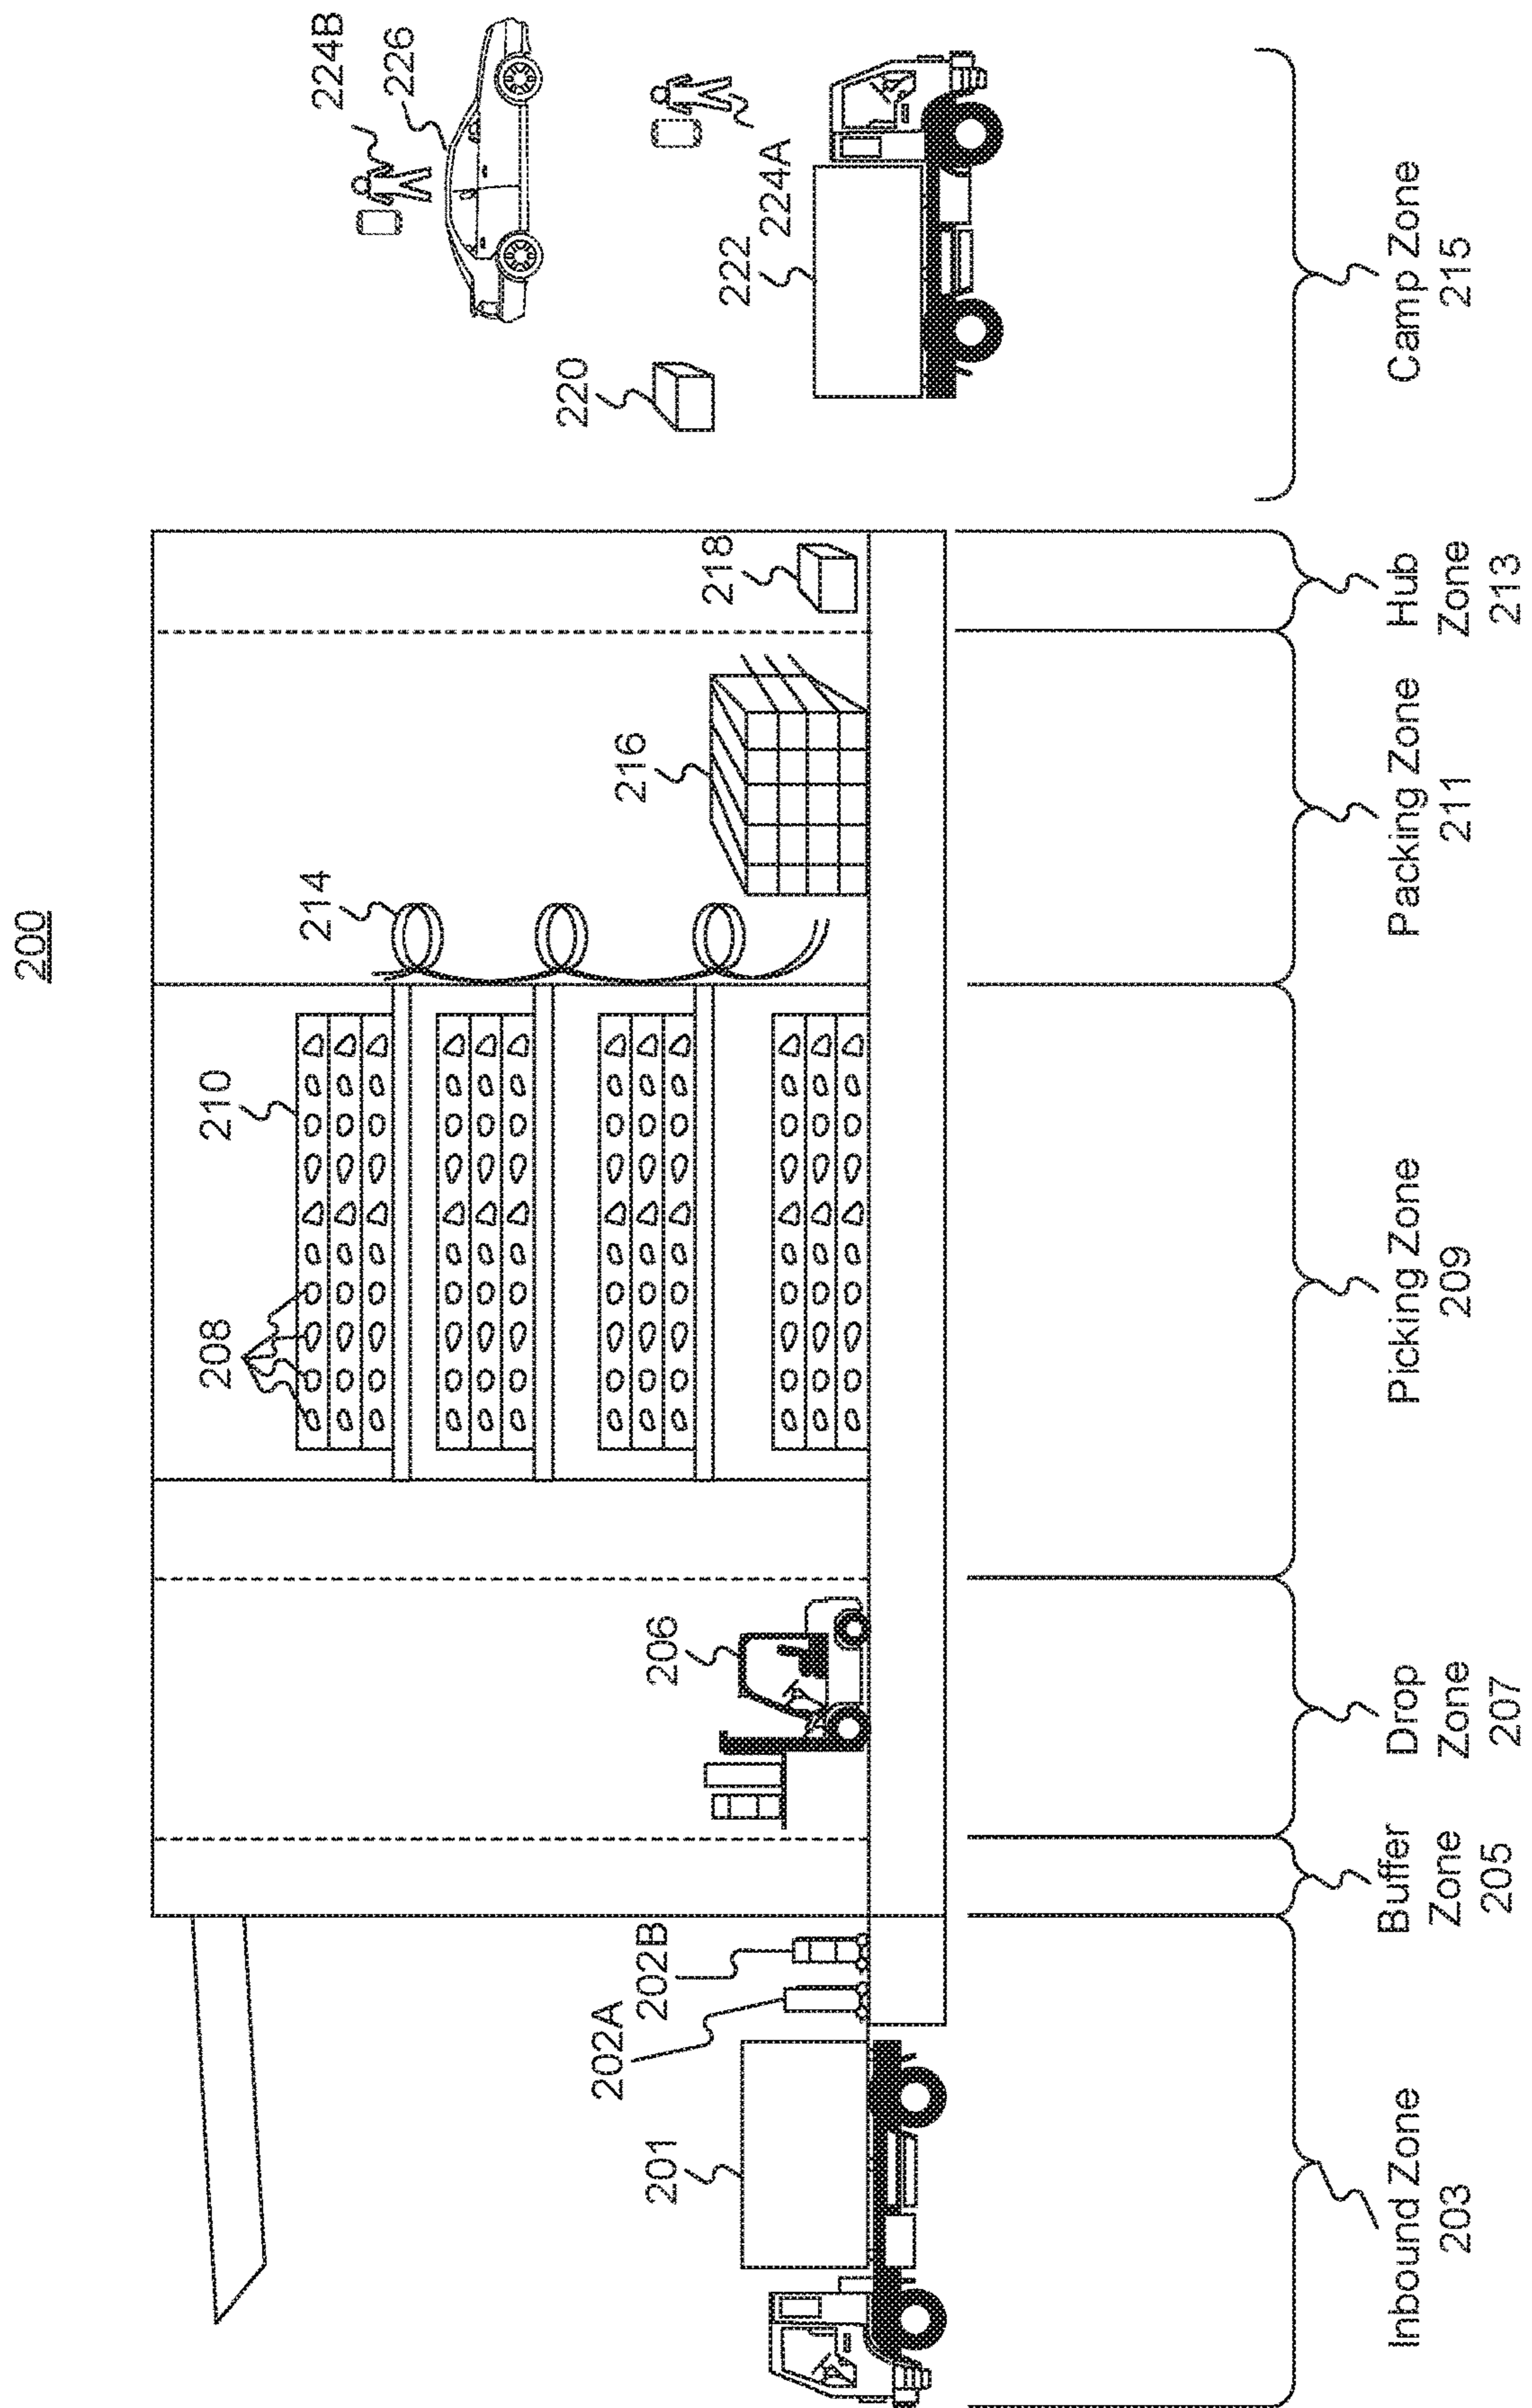 200
224B
226
224A
222
220
218
216
214
210
208
206
202B
202A
201
Inbound Zone
203
Buffer
Zone
205
Drop
Zone
207
Picking Zone
209
Packing Zone
211
Hub
Zone
213
Camp Zone
215